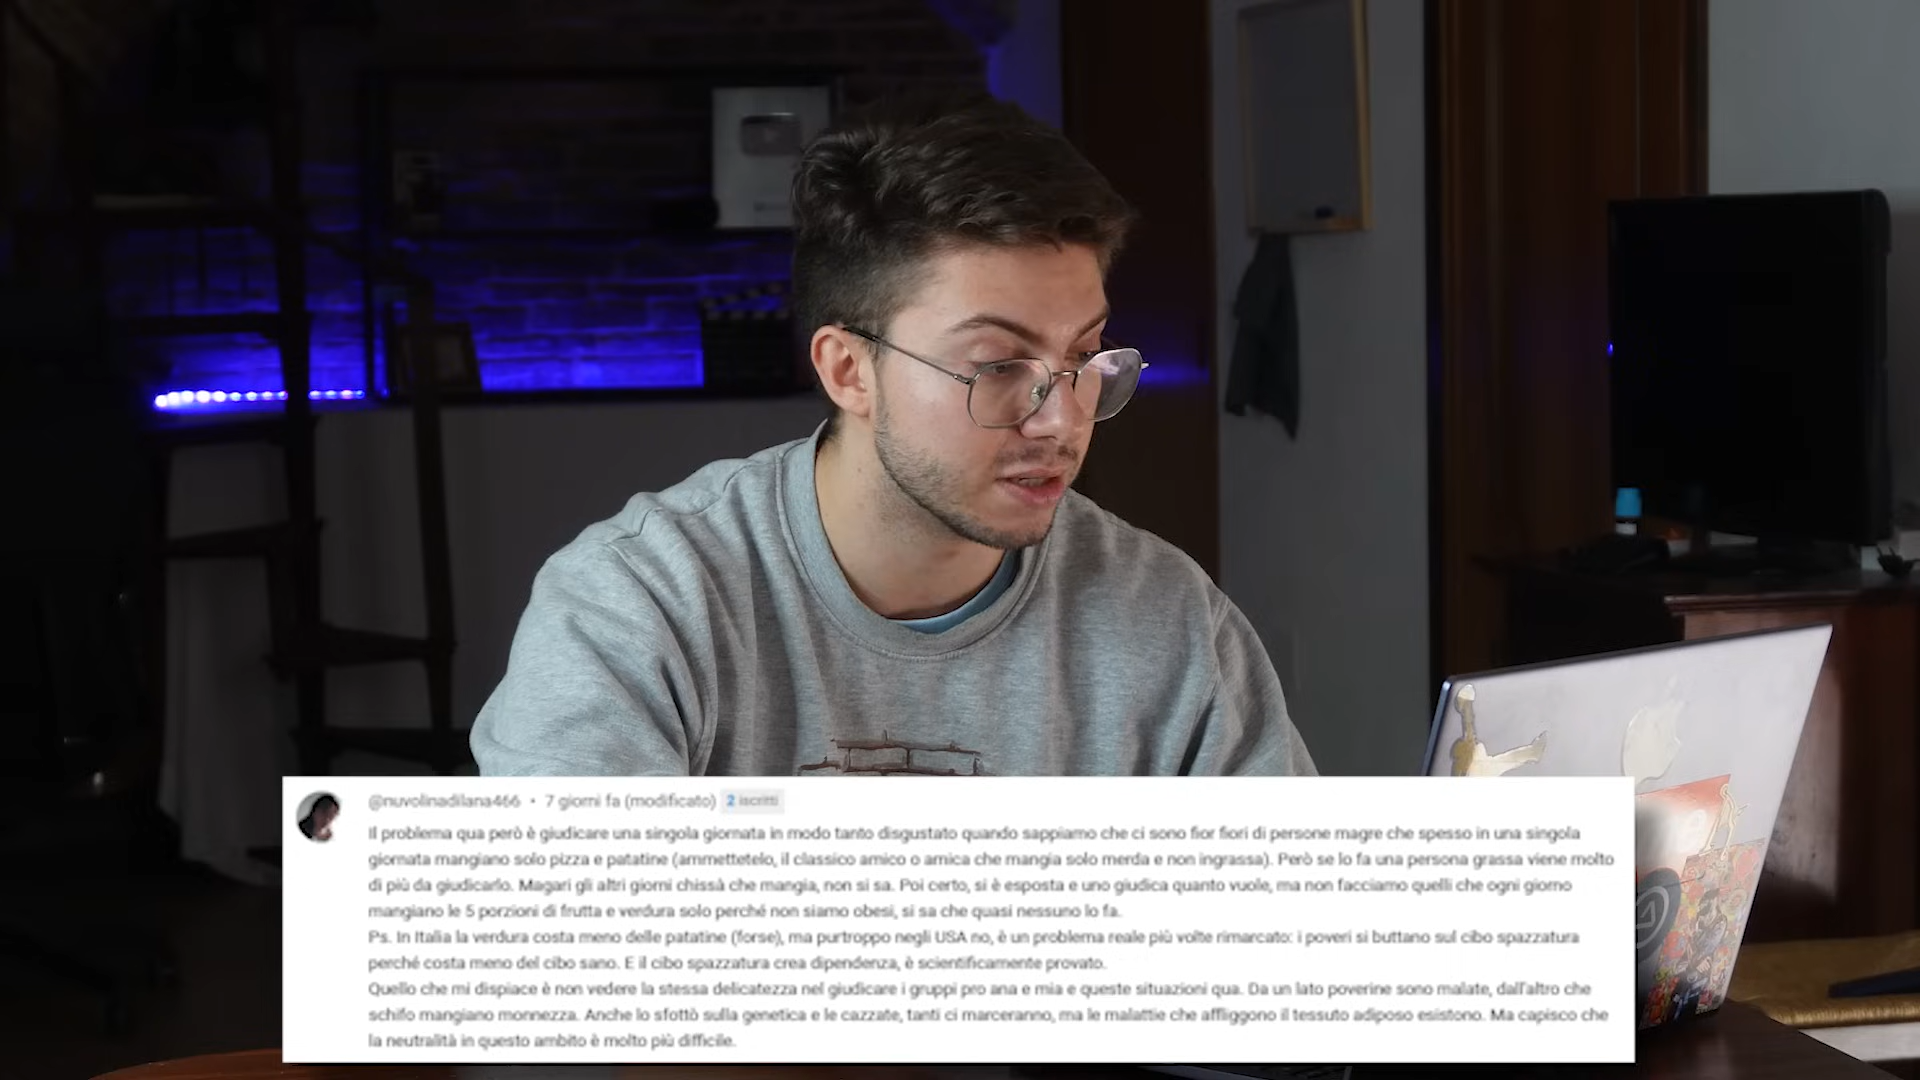 @nuvolinadilana466 • 7 giorni fa (modificato) 2 iscritti
Il problema qua però è giudicare una singola giornata in modo tanto disgustato quando sappiamo che ci sono fior fiori di persone magre che spesso in una singola
giornata mangiano solo pizza e patatine (ammettetelo, il classico amico o amica che mangia solo merda e non ingrassa). Però se lo fa una persona grassa viene molto
di più da giudicarlo. Magari gli altri giorni chissà che mangia, non si sa. Poi certo, si è esposta e uno giudica quanto vuole, ma non facciamo quelli che ogni giorno
mangiano le 5 porzioni di frutta e verdura solo perché non siamo obesi, si sa che quasi nessuno lo fa.
Ps. In Italia la verdura costa meno delle patatine (forse), ma purtroppo negli USA no, è un problema reale più volte rimarcato: i poveri si buttano sul cibo spazzatura
perché costa meno del cibo sano. E il cibo spazzatura crea dipendenza, è scientificamente provato.
Quello che mi dispiace è non vedere la stessa delicatezza nel giudicare i gruppi pro ana e mia e queste situazioni qua. Da un lato poverine sono malate, dall'altro che
schifo mangiano monnezza. Anche lo sfottò sulla genetica e le cazzate, tanti ci marceranno, ma le malattie che affliggono il tessuto adiposo esistono. Ma capisco che
la neutralità in questo ambito è molto più difficile.